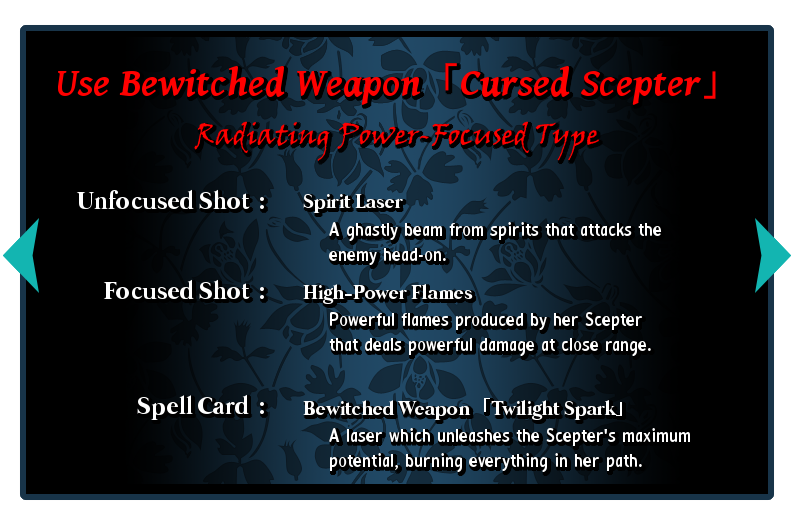 Use Bewitched Weapon「Cursed Scepter」
Radiating Power-Focused Type
Unfocused Shot : Spirit Laser
A ghastly beam from spirits that attacks the
enemy head-on.
Focused Shot : High-Power Flames
Powerful flames produced by her Scepter
that deals powerful damage at close range.
Spell Card : Bewitched Weapon「Twilight Spark」
A laser which unleashes the Scepter's maximum
potential, burning everything in her path.